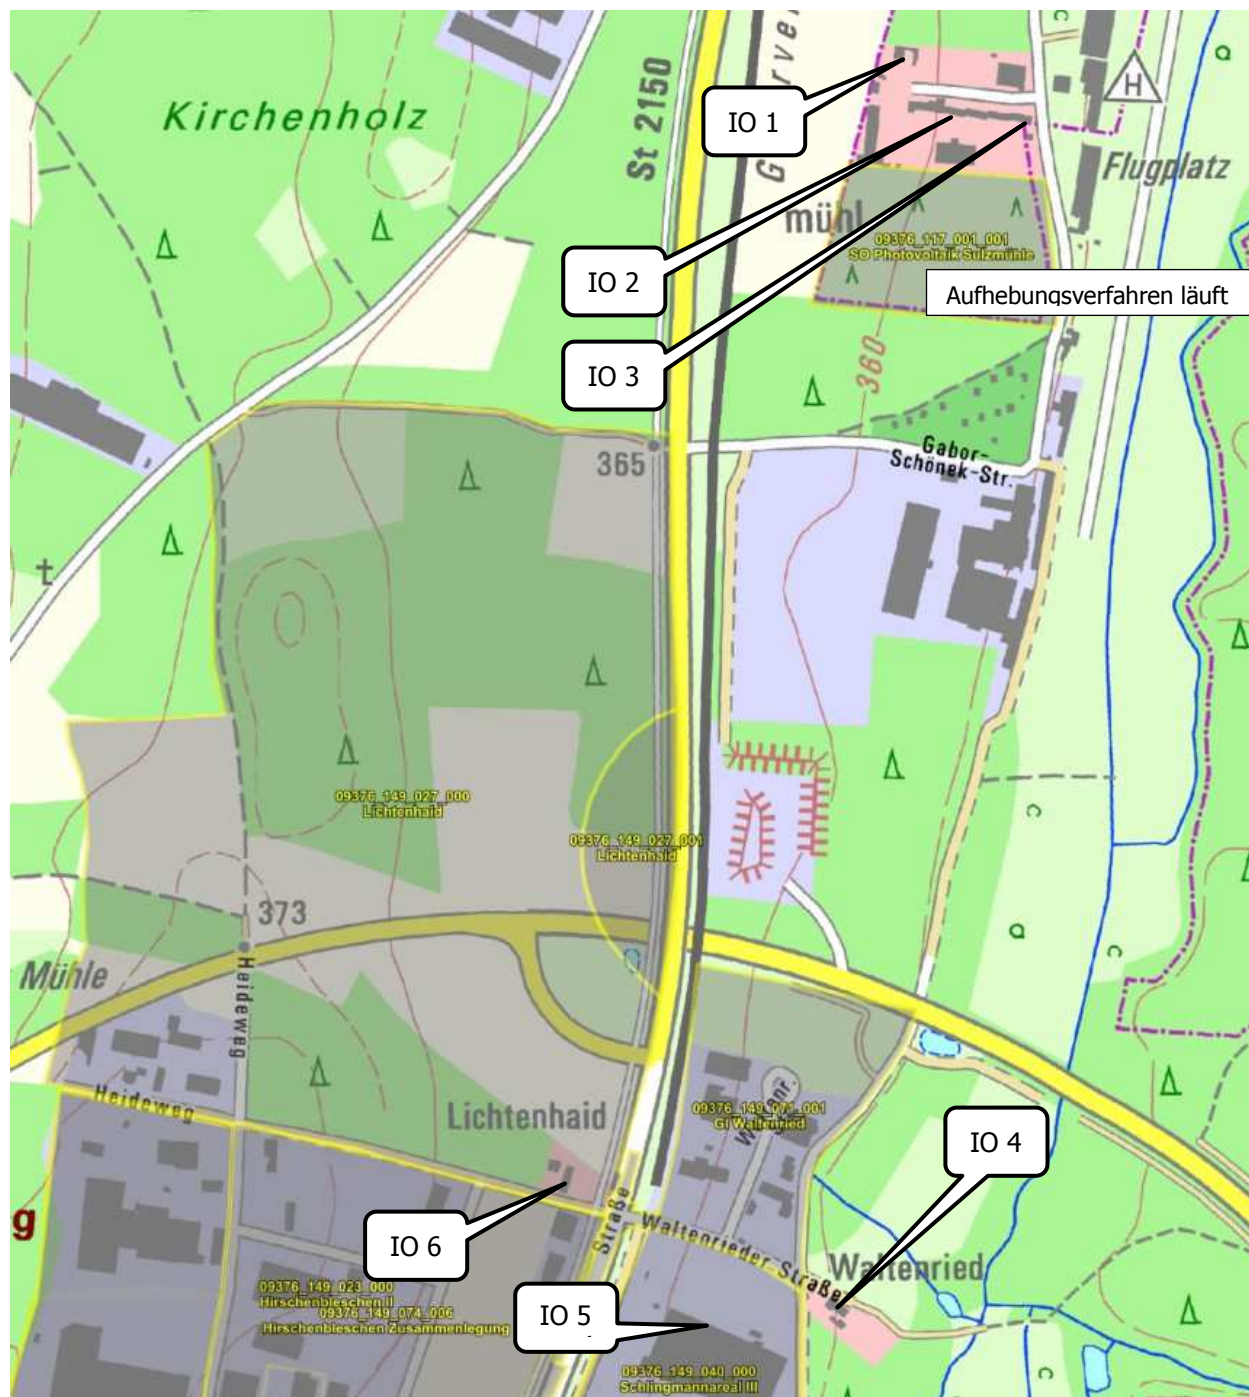 Kirchenholz
St 2150
IO 1
H
Flugplatz
mühl
09376_117_001_001
SO Photovoltaik Sulzmühle
IO 2
Aufhebungsverfahren läuft
IO 3
360
365
Gabor-
Schönek-Str.
t
09376_149_027_000
Lichtenhaid
09376_149_027_001
Lichtenhaid
373
Mühle
Heideweg
Heideweg
Lichtenhaid
09376_149_071_001
GI Waltenried
IO 4
g
IO 6
Straße
Waltenrieder Straße
Waltenried
09376_149_023_000
Hirschenbleschen II
09376_149_074_006
Hirschenbleschen Zusammenlegung
IO 5
09376_149_040_000
Schlingmannareal III